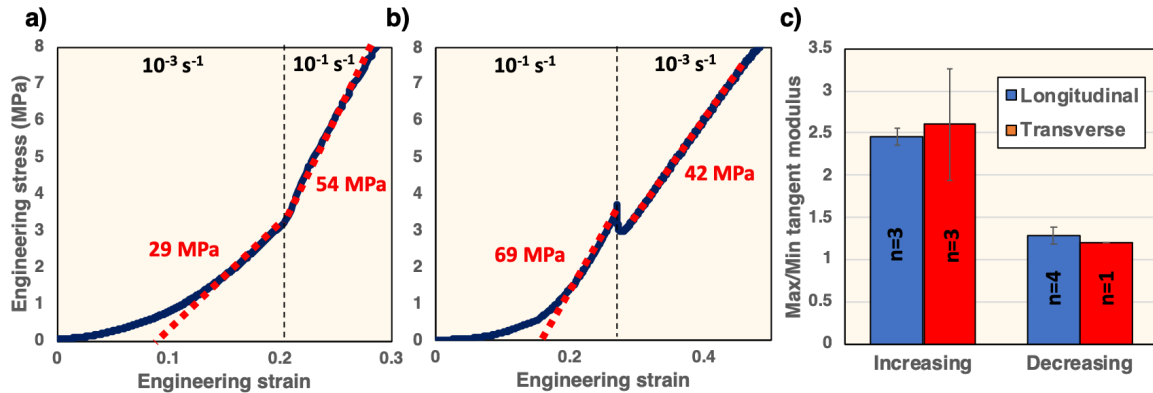 a)
10⁻³ s⁻¹
10⁻¹ s⁻¹
Engineering stress (MPa)
8
7
6
5
4
3
2
1
0
29 MPa
54 MPa
0
0.1
0.2
0.3
Engineering strain
b)
10⁻¹ s⁻¹
10⁻³ s⁻¹
8
7
6
5
4
3
2
1
0
69 MPa
42 MPa
0
0.2
0.4
Engineering strain
c)
Max/Min tangent modulus
3.5
3
2.5
2
1.5
1
0.5
0
Longitudinal
Transverse
n=3
n=3
n=4
n=1
Increasing
Decreasing